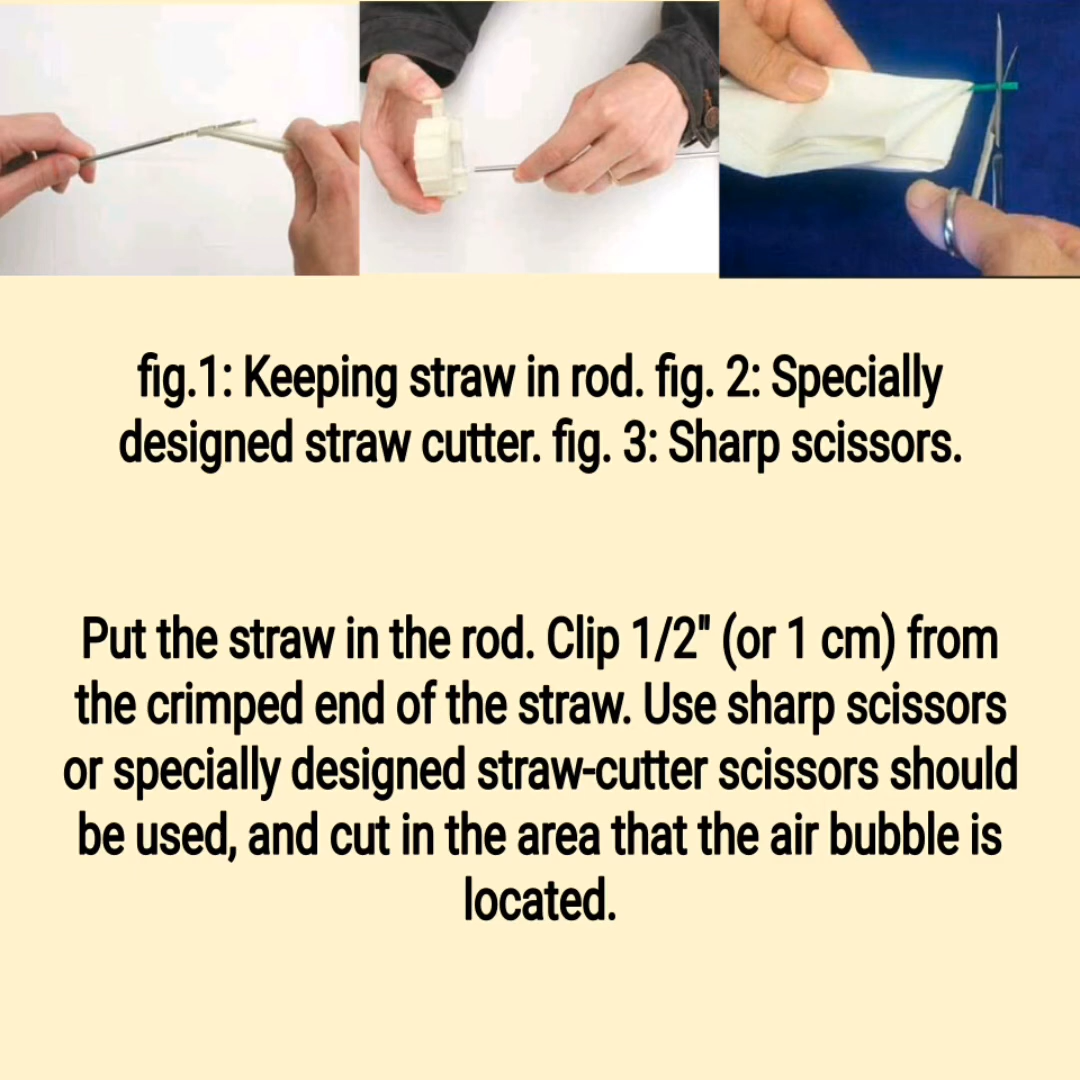 fig.1: Keeping straw in rod. fig. 2: Specially
designed straw cutter. fig. 3: Sharp scissors.
Put the straw in the rod. Clip 1/2" (or 1 cm) from
the crimped end of the straw. Use sharp scissors
or specially designed straw-cutter scissors should
be used, and cut in the area that the air bubble is
located.